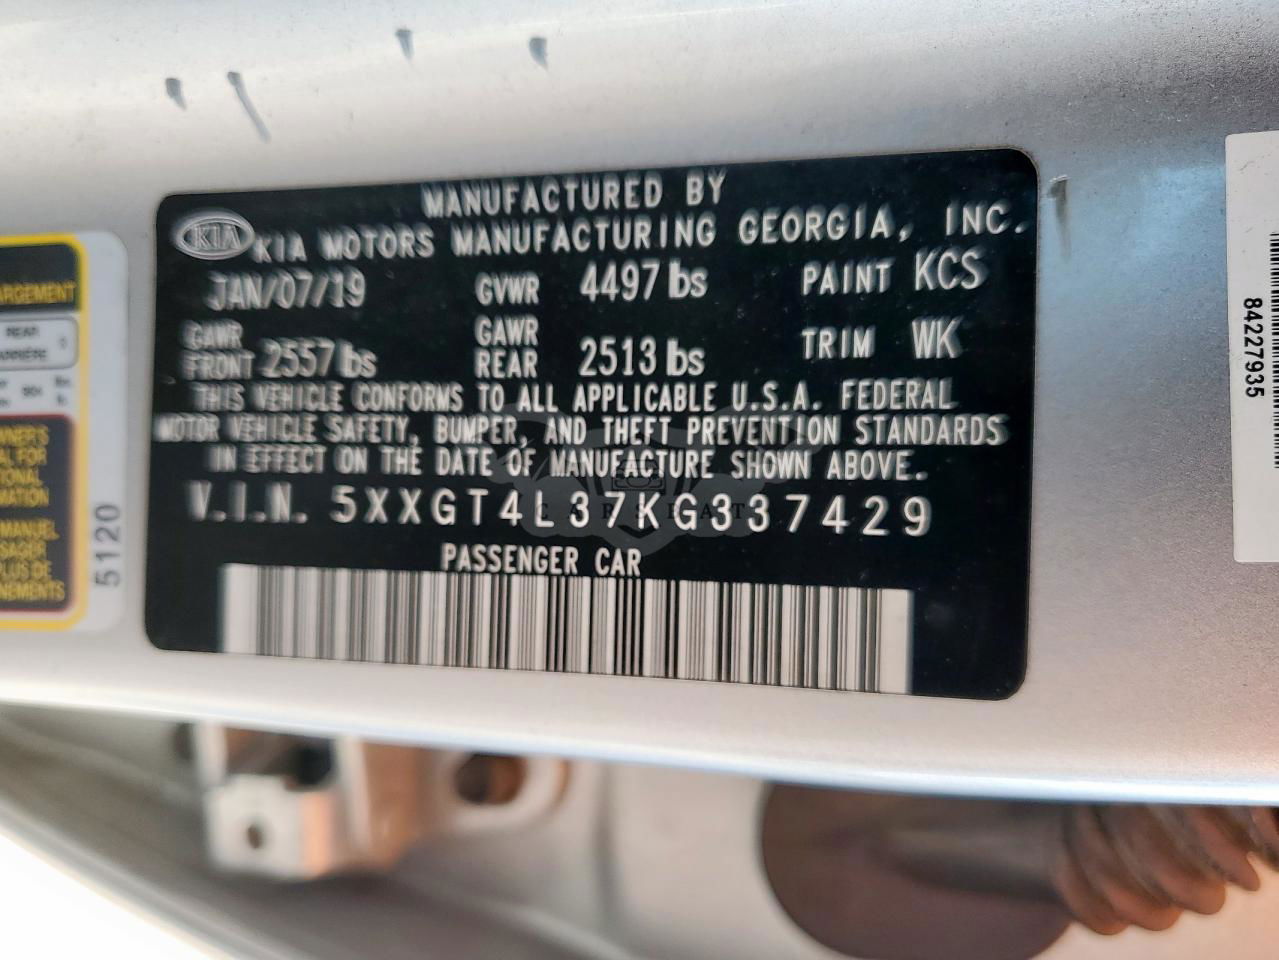 MANUFACTURED BY
KIA KIA MOTORS MANUFACTURING GEORGIA, INC.
JAN/07/19 GVWR 4497 lbs PAINT KCS
GAWR FRONT 2557 lbs GAWR REAR 2513 lbs TRIM WK
THIS VEHICLE CONFORMS TO ALL APPLICABLE U.S.A. FEDERAL
MOTOR VEHICLE SAFETY, BUMPER, AND THEFT PREVENTION STANDARDS
IN EFFECT ON THE DATE OF MANUFACTURE SHOWN ABOVE.
V.I.N. 5XXGT4L37KG337429
PASSENGER CAR
REAR
5120
84227935